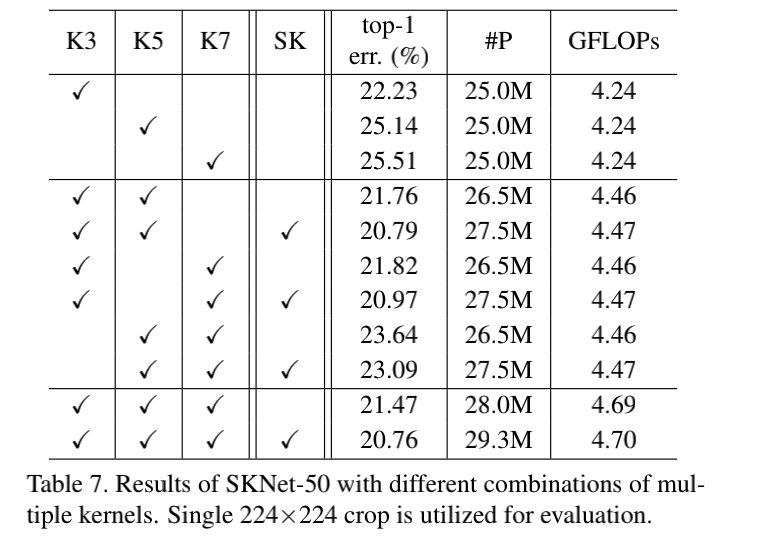 K3 K5 K7 SK top-1 err. (%) #P GFLOPs
✓ 22.23 25.0M 4.24
✓ 25.14 25.0M 4.24
✓ 25.51 25.0M 4.24
✓ ✓ 21.76 26.5M 4.46
✓ ✓ ✓ 20.79 27.5M 4.47
✓ ✓ 21.82 26.5M 4.46
✓ ✓ ✓ 20.97 27.5M 4.47
✓ ✓ 23.64 26.5M 4.46
✓ ✓ ✓ 23.09 27.5M 4.47
✓ ✓ ✓ 21.47 28.0M 4.69
✓ ✓ ✓ ✓ 20.76 29.3M 4.70
Table 7. Results of SKNet-50 with different combinations of mul-
tiple kernels. Single 224×224 crop is utilized for evaluation.